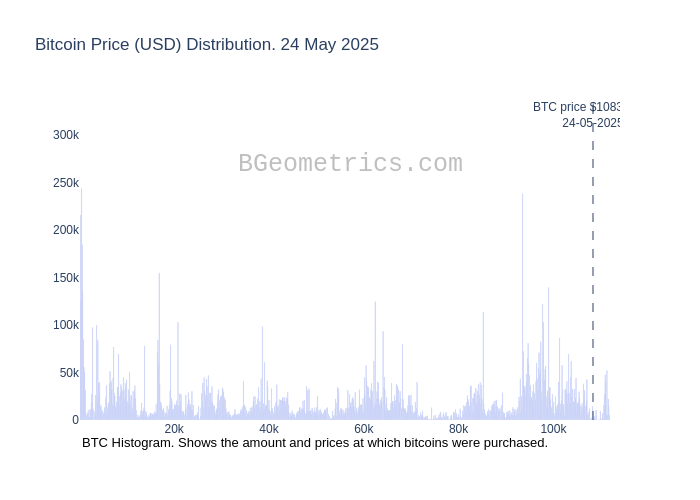 Bitcoin Price (USD) Distribution. 24 May 2025
BTC price $1083
24-05-2025
300k
BGeometrics.com
250k
200k
150k
100k
50k
0
20k 40k 60k 80k 100k
BTC Histogram. Shows the amount and prices at which bitcoins were purchased.